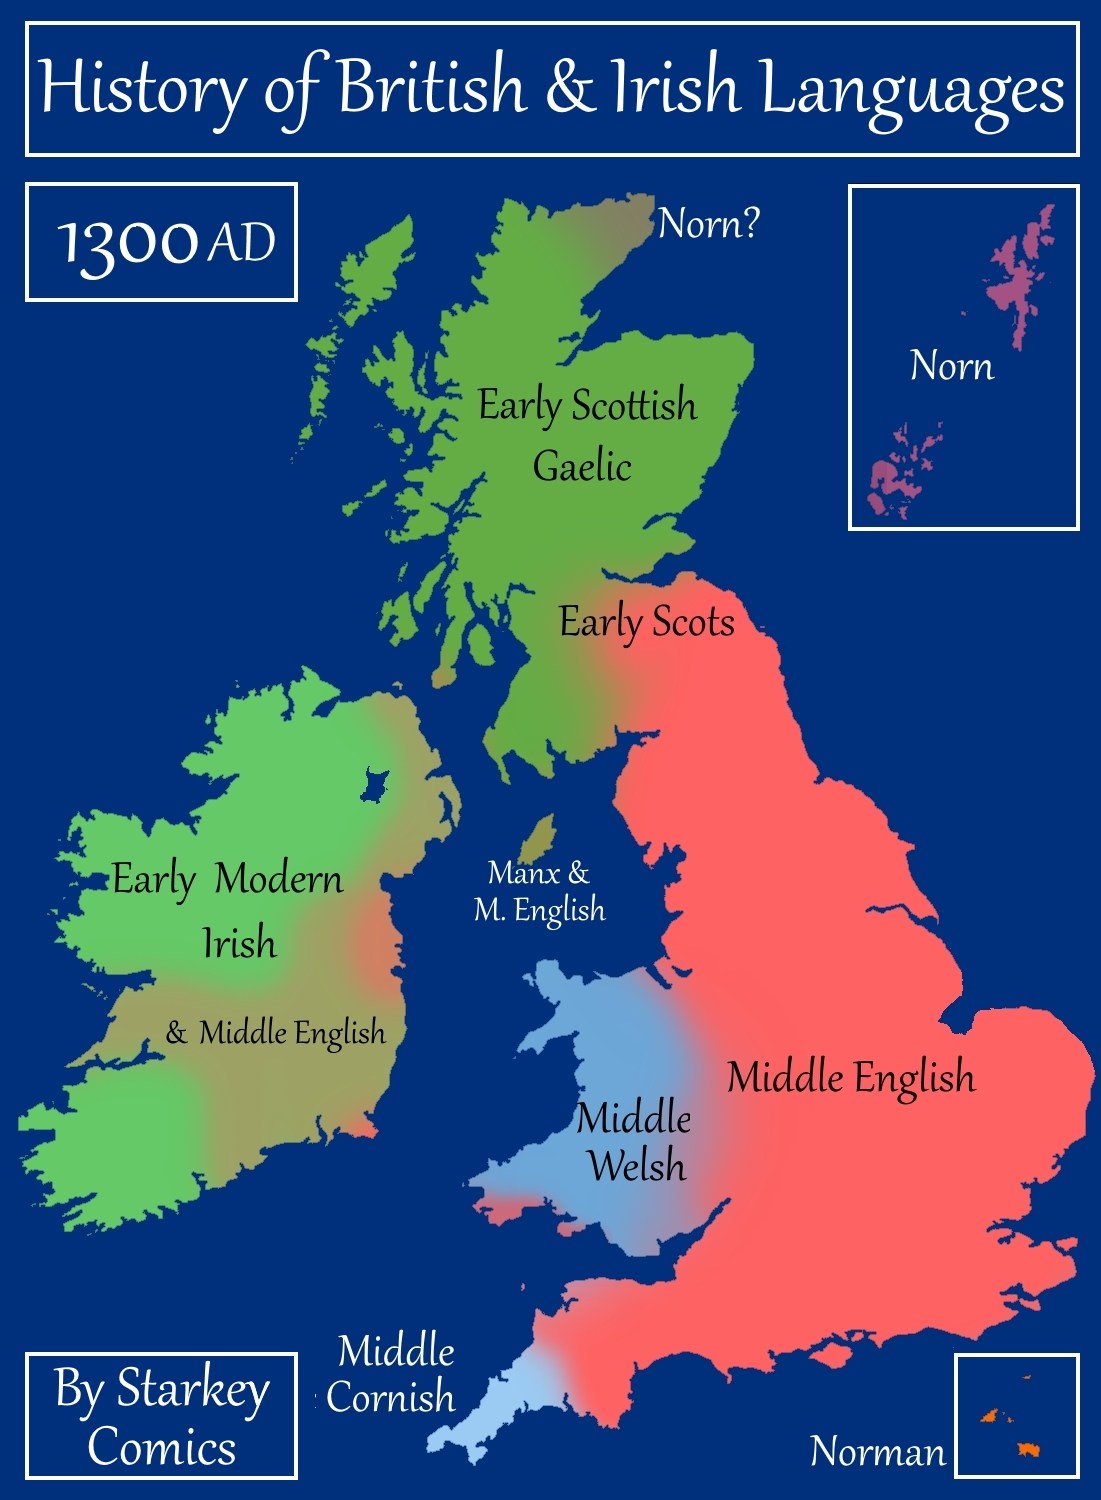 History of British & Irish Languages
1300 AD
Norn?
Norn
Early Scottish
Gaelic
Early Scots
Early Modern
Irish
& Middle English
Manx &
M. English
Middle English
Middle
Welsh
Middle
Cornish
Norman
By Starkey
Comics